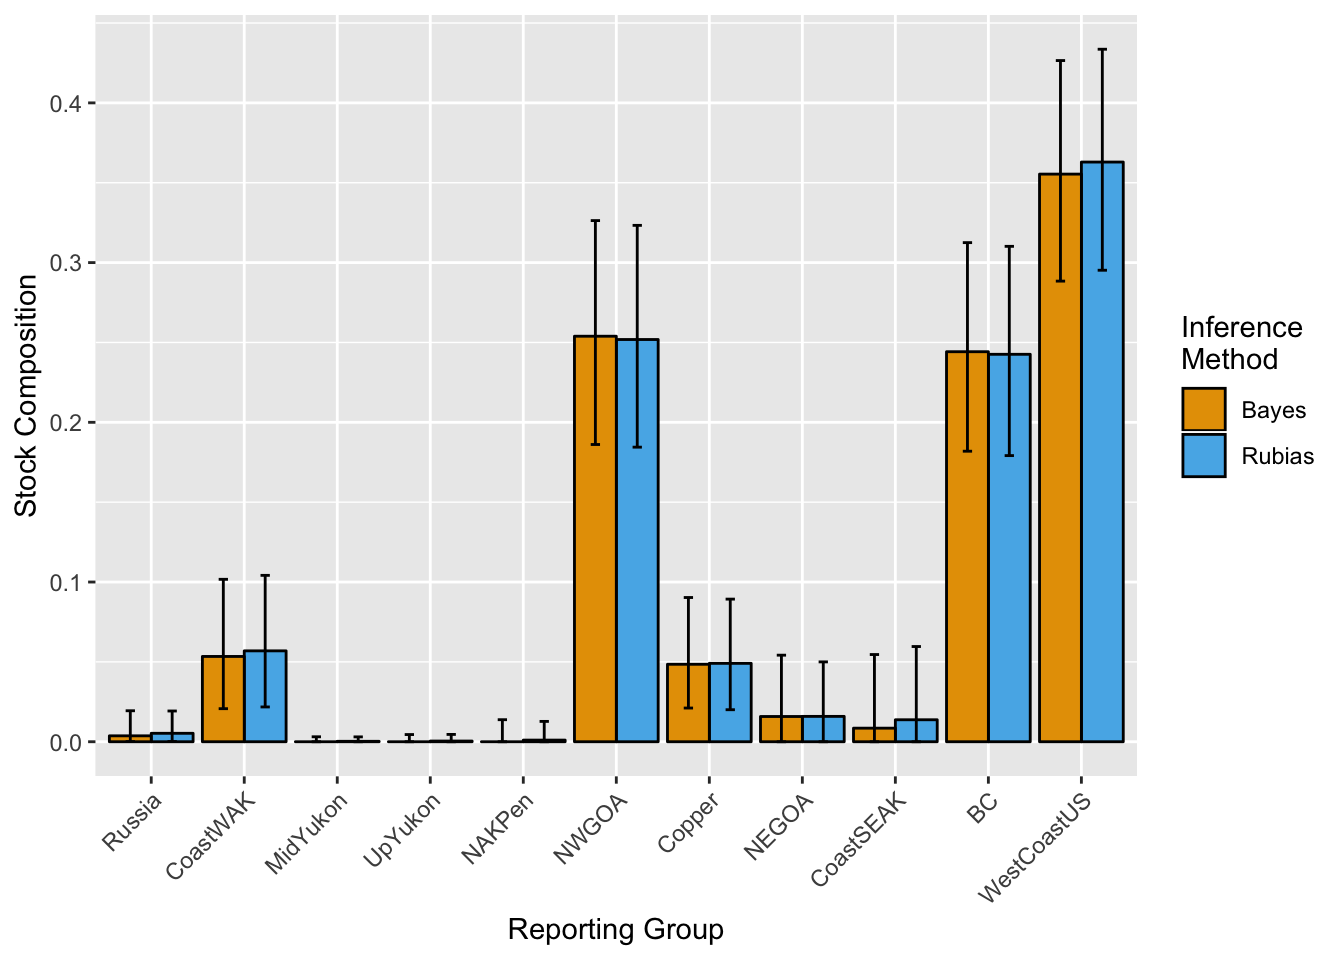 Stock Composition
0.4
0.3
0.2
0.1
0.0
Russia
CoastWAK
MidYukon
UpYukon
NAKPen
NWGOA
Copper
NEGOA
CoastSEAK
BC
WestCoastUS
Reporting Group
Inference
Method
Bayes
Rubias